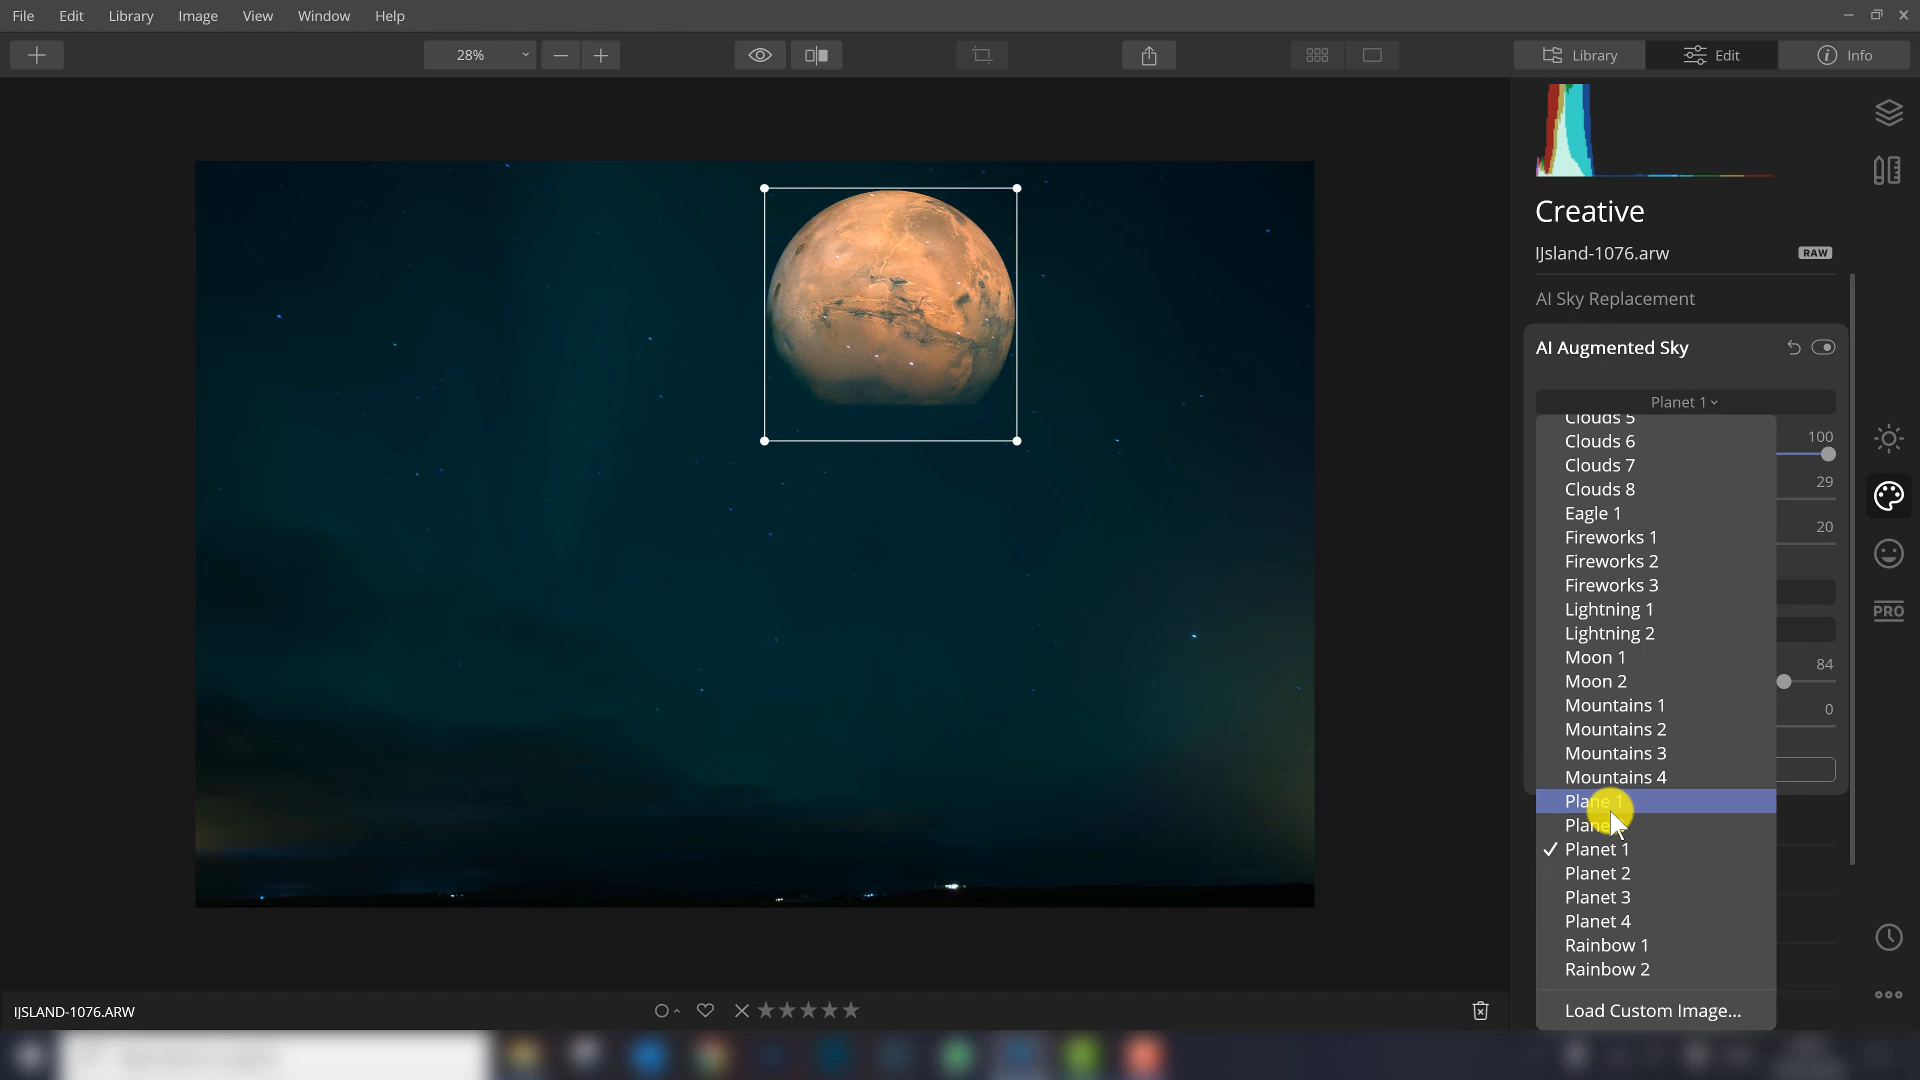 File Edit Library Image View Window Help
28% Library Edit Info
Creative
IJsland-1076.arw RAW
AI Sky Replacement
AI Augmented Sky
Planet 1
Clouds 5
100
Clouds 6
Clouds 7
29
Clouds 8
Eagle 1
20
Fireworks 1
Fireworks 2
Fireworks 3
Lightning 1
PRO
Lightning 2
Moon 1
84
Moon 2
Mountains 1
0
Mountains 2
Mountains 3
Mountains 4
Plane 1
Planet 1
Planet 2
Planet 3
Planet 4
Rainbow 1
Rainbow 2
Load Custom Image...
IJSLAND-1076.ARW